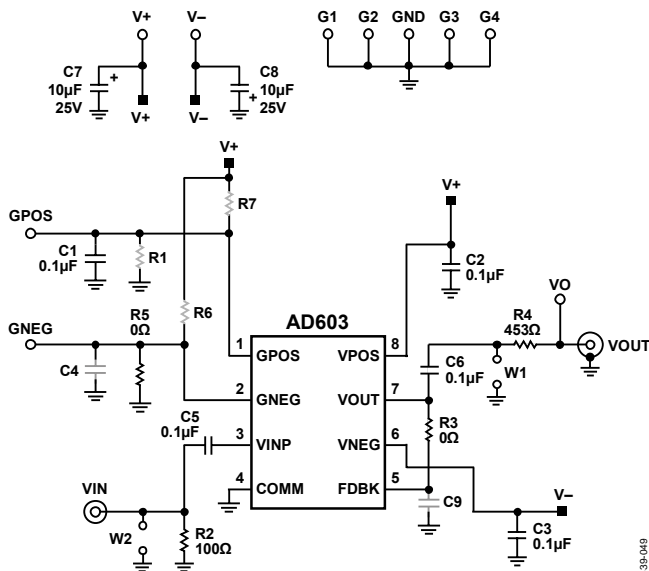 V+ V– G1 G2 GND G3 G4
C7
10µF
25V
C8
10µF
25V
+ +
V+ V–
V+
R7
GPOS
C1
0.1µF
R1
V+
C2
0.1µF
R6
GNEG
R5
0Ω
C4
AD603
1 GPOS VPOS 8
2 GNEG VOUT 7
3 VINP VNEG 6
4 COMM FDBK 5
C5
0.1µF
VIN
W2
R2
100Ω
VO
R4
453Ω
VOUT
C6
0.1µF
W1
R3
0Ω
C9
V–
C3
0.1µF
39-049